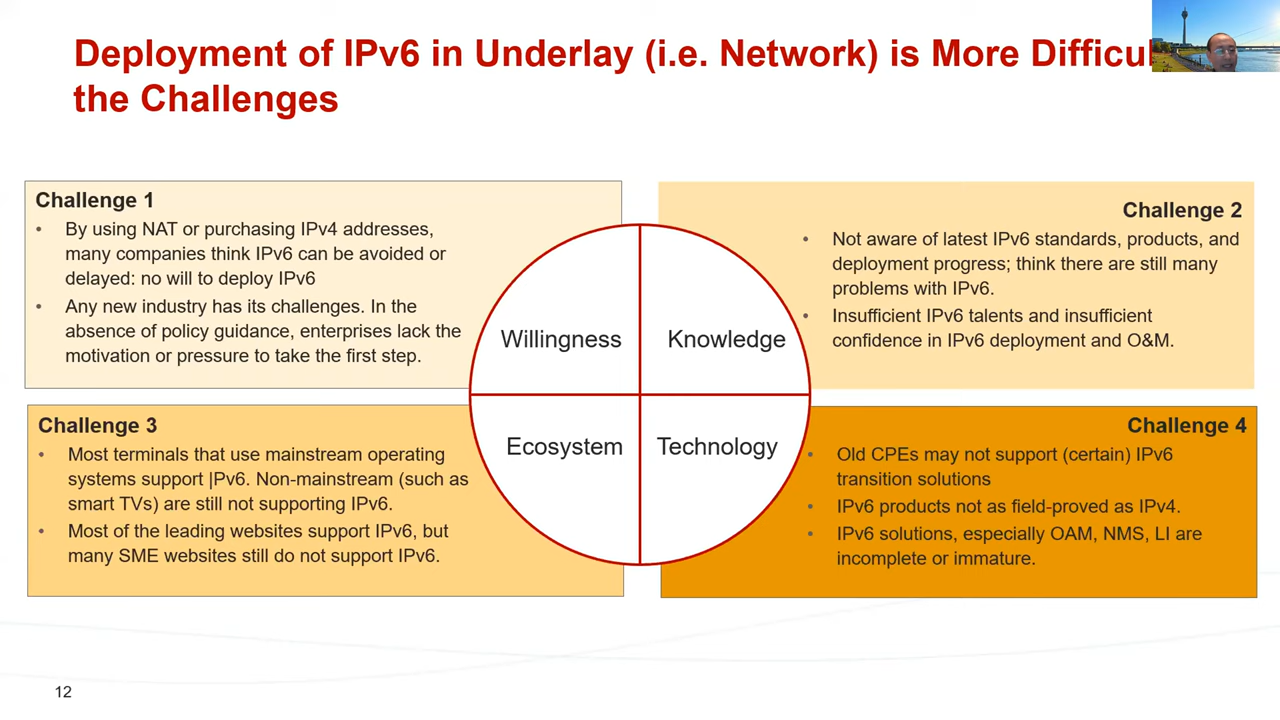 Deployment of IPv6 in Underlay (i.e. Network) is More
the Challenges
Challenge 1
• By using NAT or purchasing IPv4 addresses,
many companies think IPv6 can be avoided or
delayed: no will to deploy IPv6
• Any new industry has its challenges. In the
absence of policy guidance, enterprises lack the
motivation or pressure to take the first step.
Challenge 2
• Not aware of latest IPv6 standards, products, and
deployment progress; think there are still many
problems with IPv6.
• Insufficient IPv6 talents and insufficient
confidence in IPv6 deployment and O&M.
Willingness
Knowledge
Ecosystem
Technology
Challenge 3
• Most terminals that use mainstream operating
systems support |Pv6. Non-mainstream (such as
smart TVs) are still not supporting IPv6.
• Most of the leading websites support IPv6, but
many SME websites still do not support IPv6.
Challenge 4
• Old CPEs may not support (certain) IPv6
transition solutions
• IPv6 products not as field-proved as IPv4.
• IPv6 solutions, especially OAM, NMS, LI are
incomplete or immature.
12